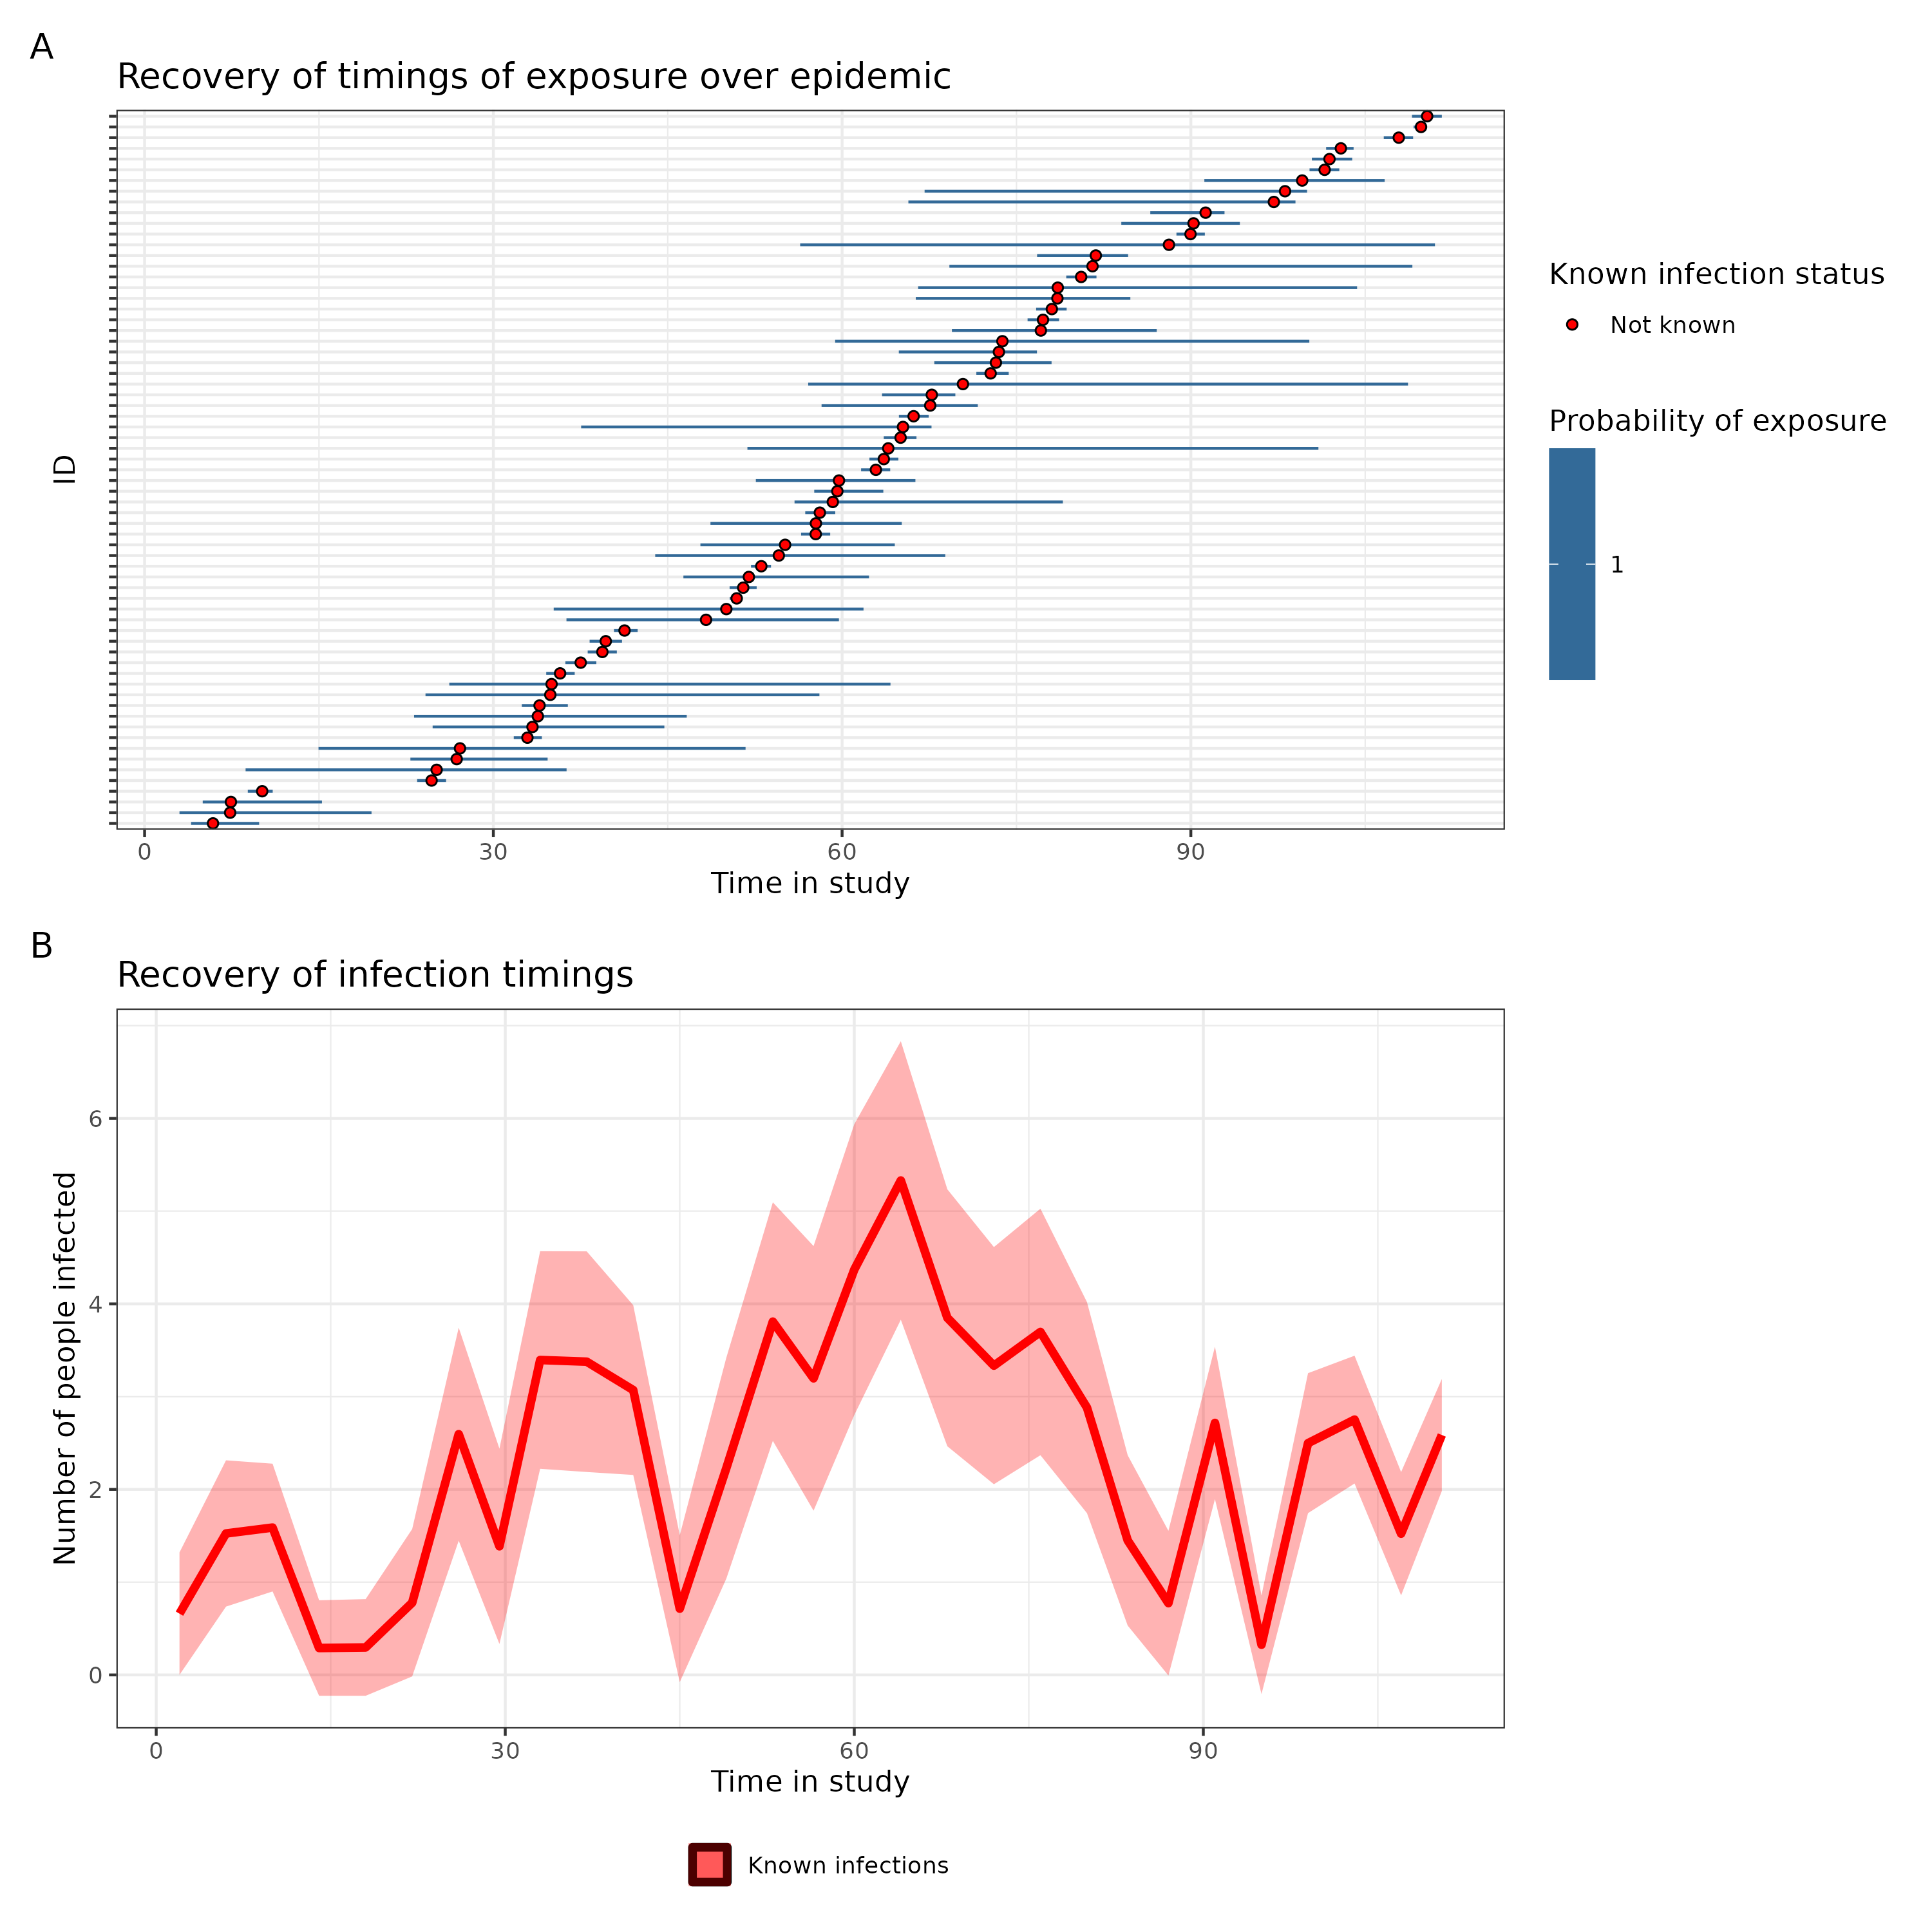 A
Recovery of timings of exposure over epidemic
ID
0 30 60 90
Time in study
Known infection status
Not known
Probability of exposure
1
B
Recovery of infection timings
Number of people infected
6
4
2
0
0 30 60 90
Time in study
Known infections